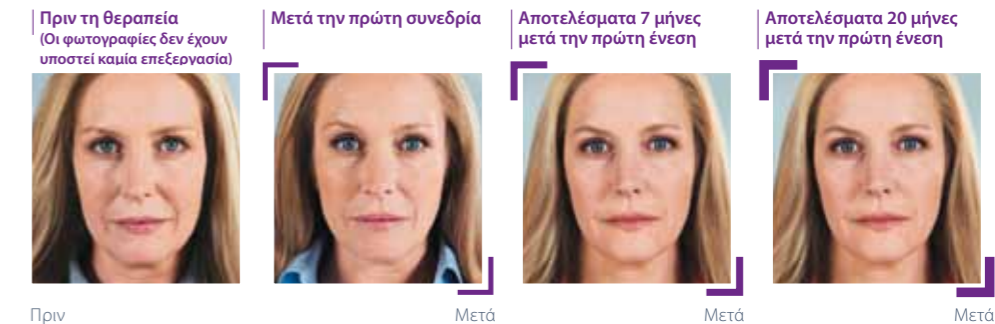 Πριν τη θεραπεία
(Οι φωτογραφίες δεν έχουν
υποστεί καμία επεξεργασία)
Μετά την πρώτη συνεδρία
Αποτελέσματα 7 μήνες
μετά την πρώτη ένεση
Αποτελέσματα 20 μήνες
μετά την πρώτη ένεση
Πριν
Μετά
Μετά
Μετά